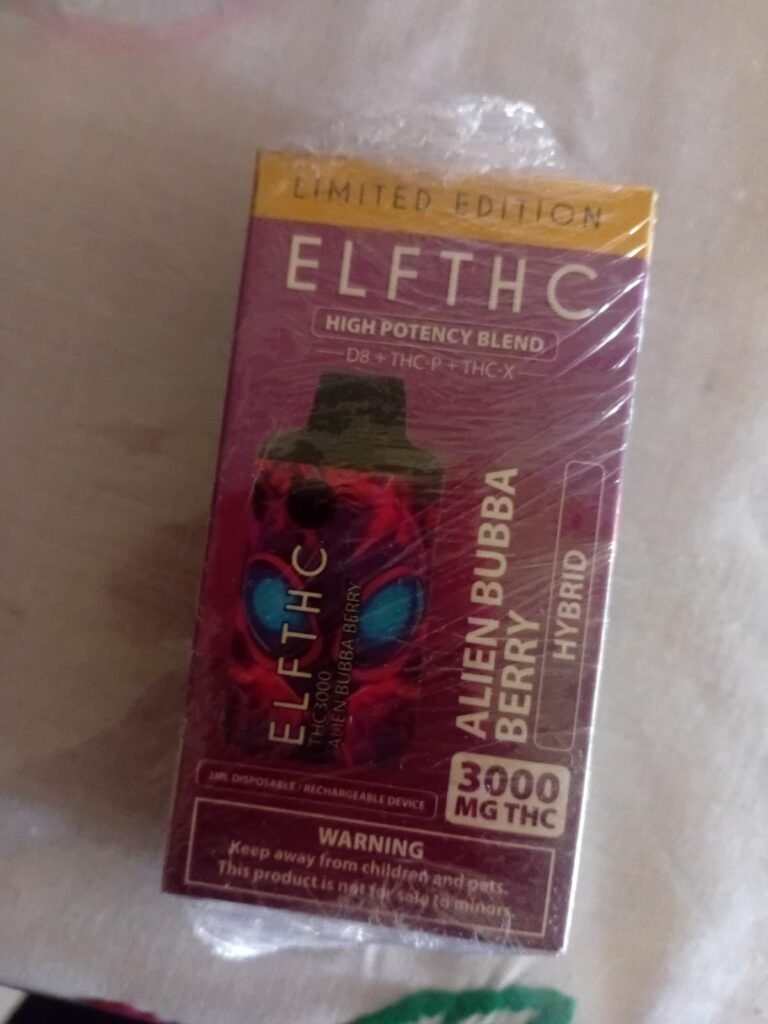 LIMITED EDITION
ELFTHC
HIGH POTENCY BLEND
D8 + THC-P + THC-X
ELFTHC
THC3000
ALIEN BUBBA BERRY
ALIEN BUBBA
BERRY
HYBRID
3000
MG THC
3ML DISPOSABLE / RECHARGEABLE DEVICE
WARNING
Keep away from children and pets.
This product is not for sale to minors.